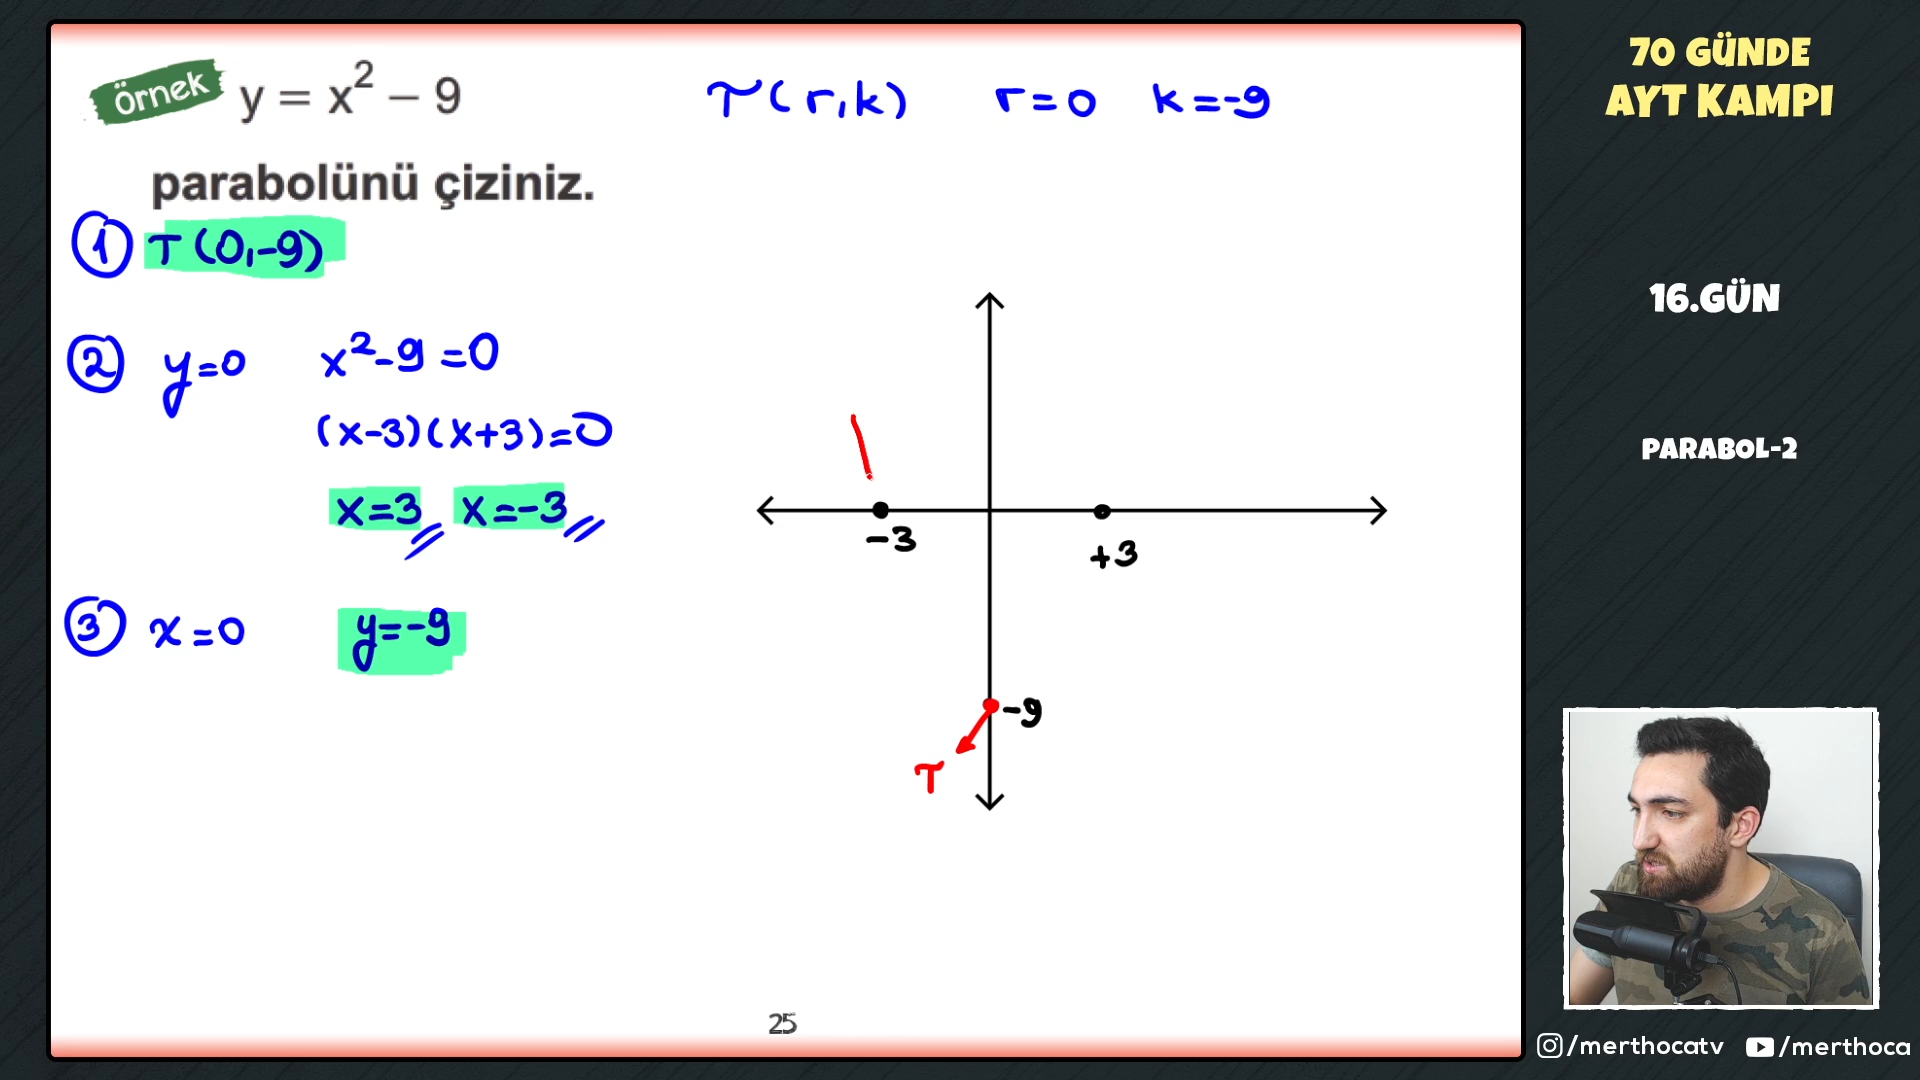 Örnek y = x² – 9
T(r,k) r=0 k=-9
parabolünü çiziniz.
① T(0,-9)
② y=0 x²-9=0
(x-3)(x+3)=0
x=3 x=-3
③ x=0 y=-9
-3
+3
-9
T
25
70 GÜNDE
AYT KAMPI
16.GÜN
PARABOL-2
/merthocatv /merthoca